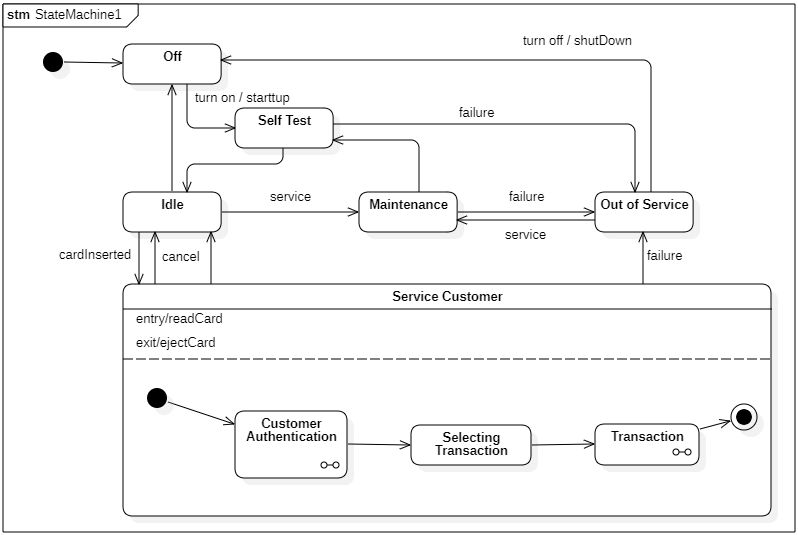 stm StateMachine1
turn off / shutDown
Off
turn on / starttup
Self Test
failure
Idle
service
Maintenance
failure
Out of Service
service
cardInserted
cancel
failure
Service Customer
entry/readCard
exit/ejectCard
Customer
Authentication
Selecting
Transaction
Transaction